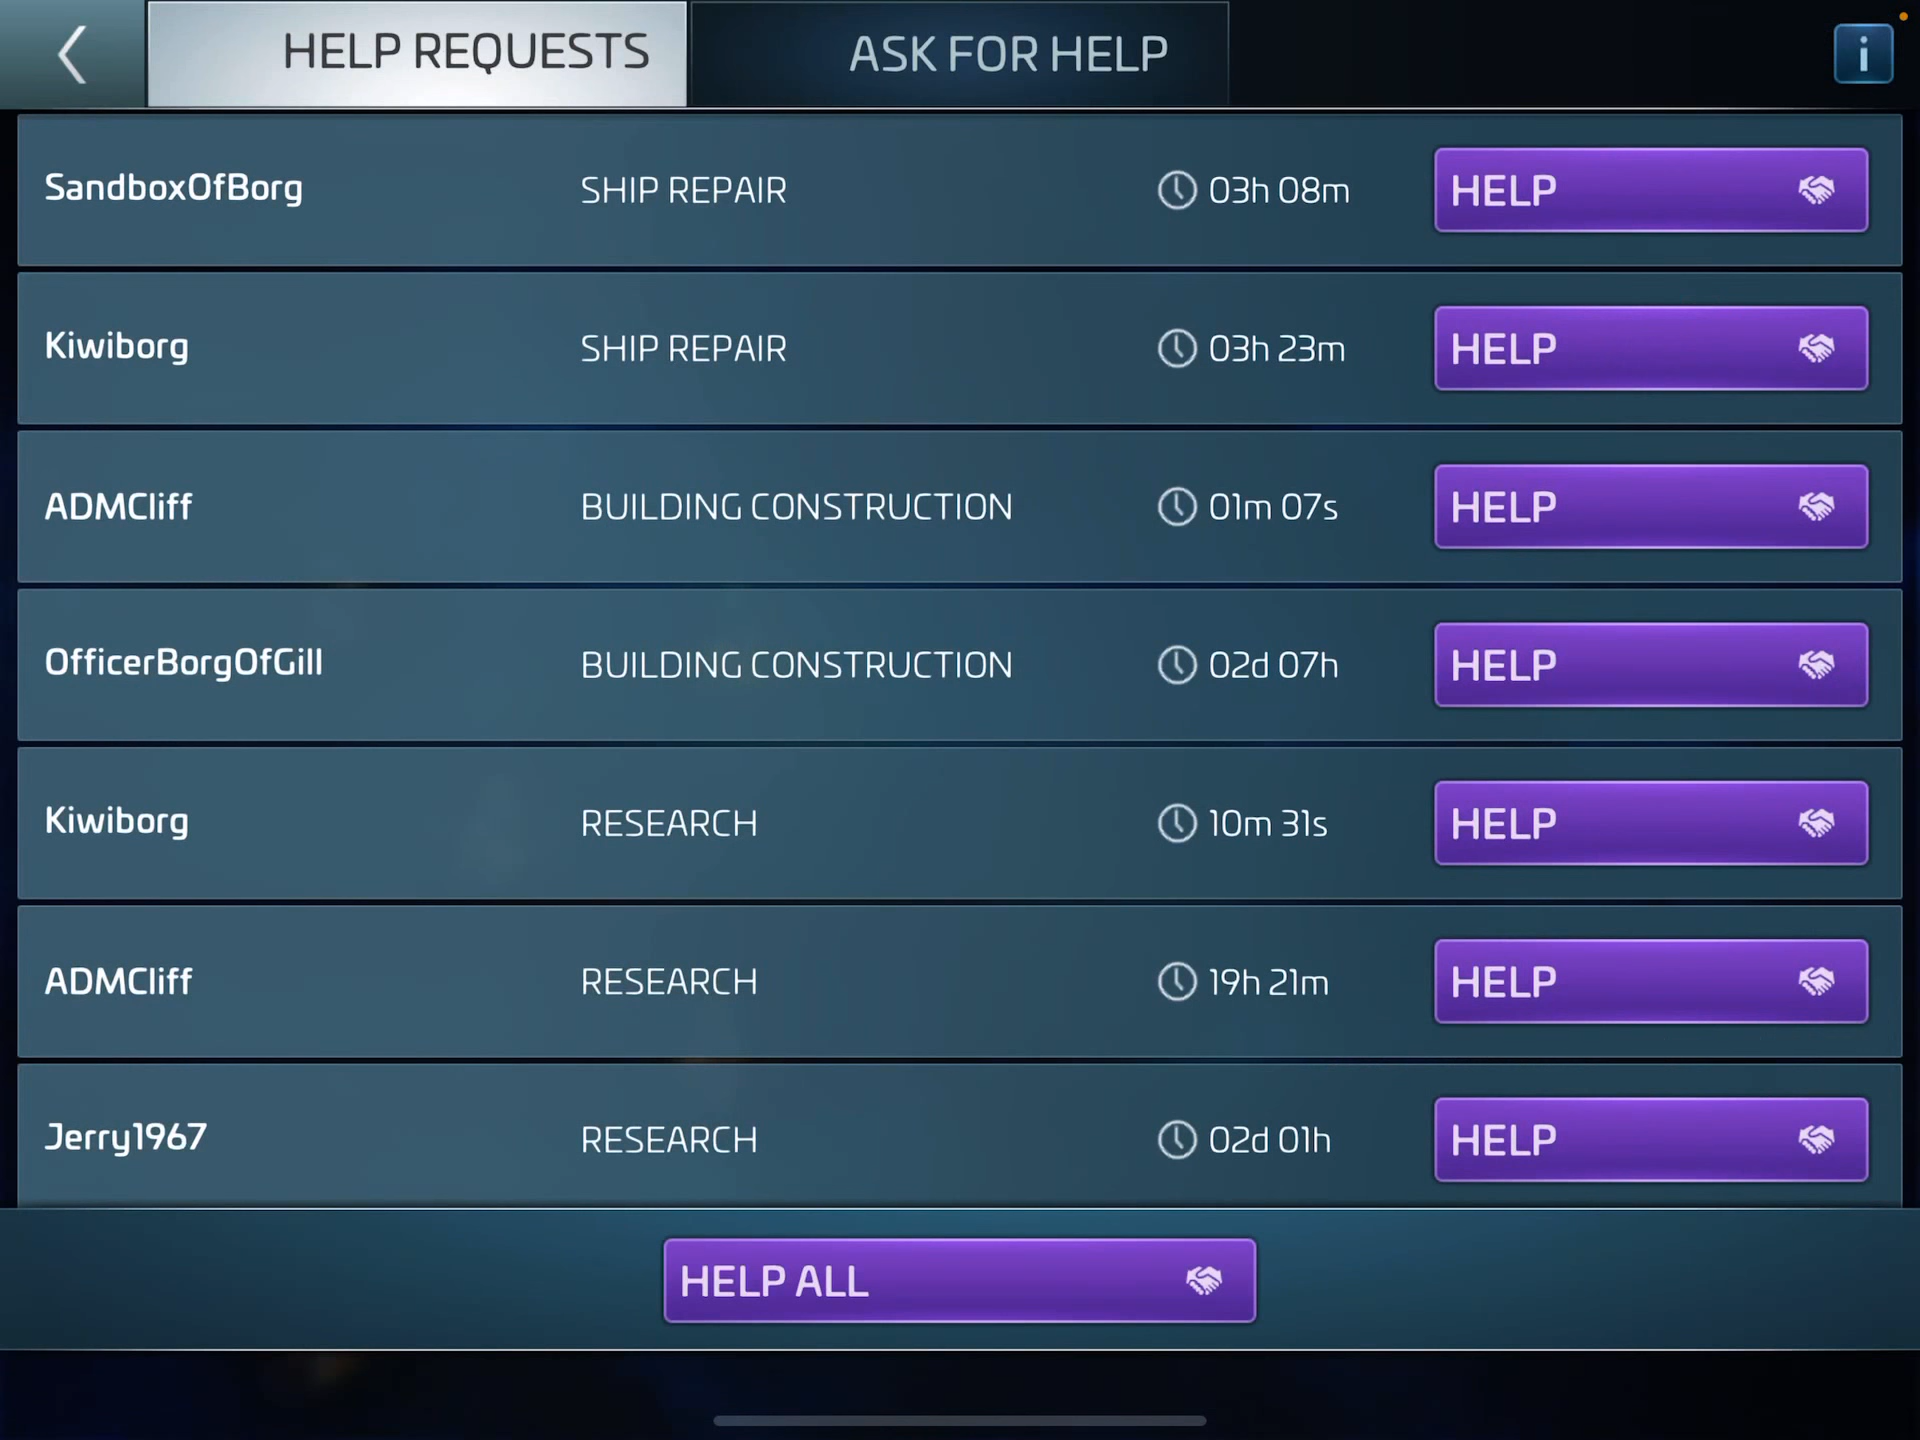 HELP REQUESTS ASK FOR HELP i
SandboxOfBorg SHIP REPAIR 03h 08m HELP
Kiwiborg SHIP REPAIR 03h 23m HELP
ADMCliff BUILDING CONSTRUCTION 01m 07s HELP
OfficerBorgOfGill BUILDING CONSTRUCTION 02d 07h HELP
Kiwiborg RESEARCH 10m 31s HELP
ADMCliff RESEARCH 19h 21m HELP
Jerry1967 RESEARCH 02d 01h HELP
HELP ALL